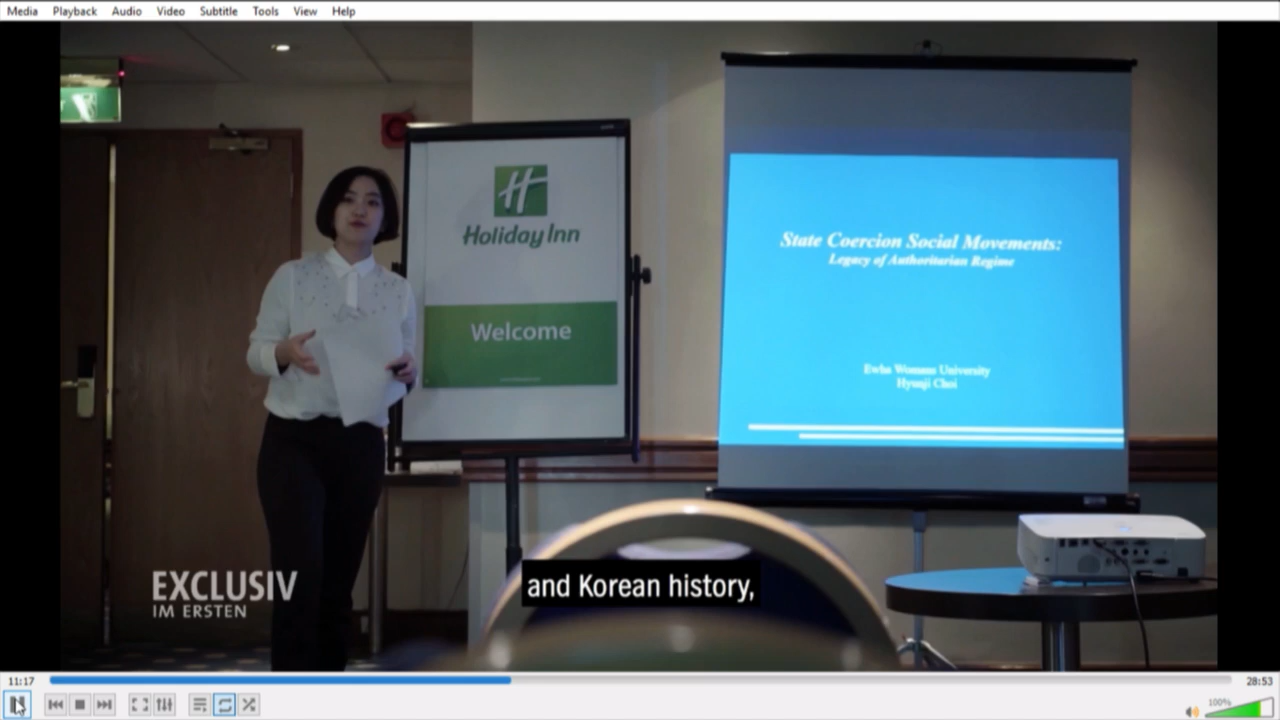 Media Playback Audio Video Subtitle Tools View Help
Holiday Inn
Welcome
State Coercion Social Movements:
Legacy of Authoritarian Regime
Ewha Womans University
Hyunji Choi
EXCLUSIV
IM ERSTEN
and Korean history,
11:17
28:53
100%